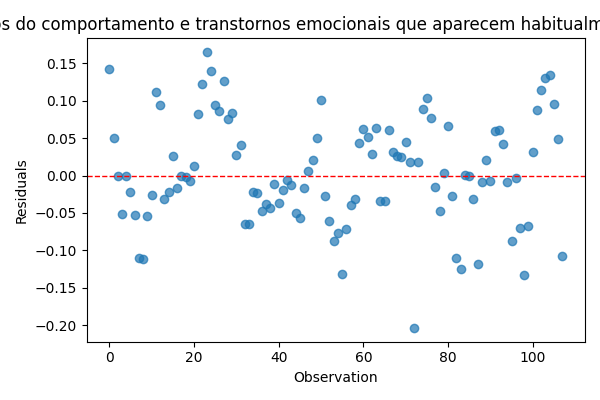 os do comportamento e transtornos emocionais que aparecem habitualm
0.15
0.10
0.05
0.00
−0.05
−0.10
−0.15
−0.20
Residuals
0 20 40 60 80 100
Observation